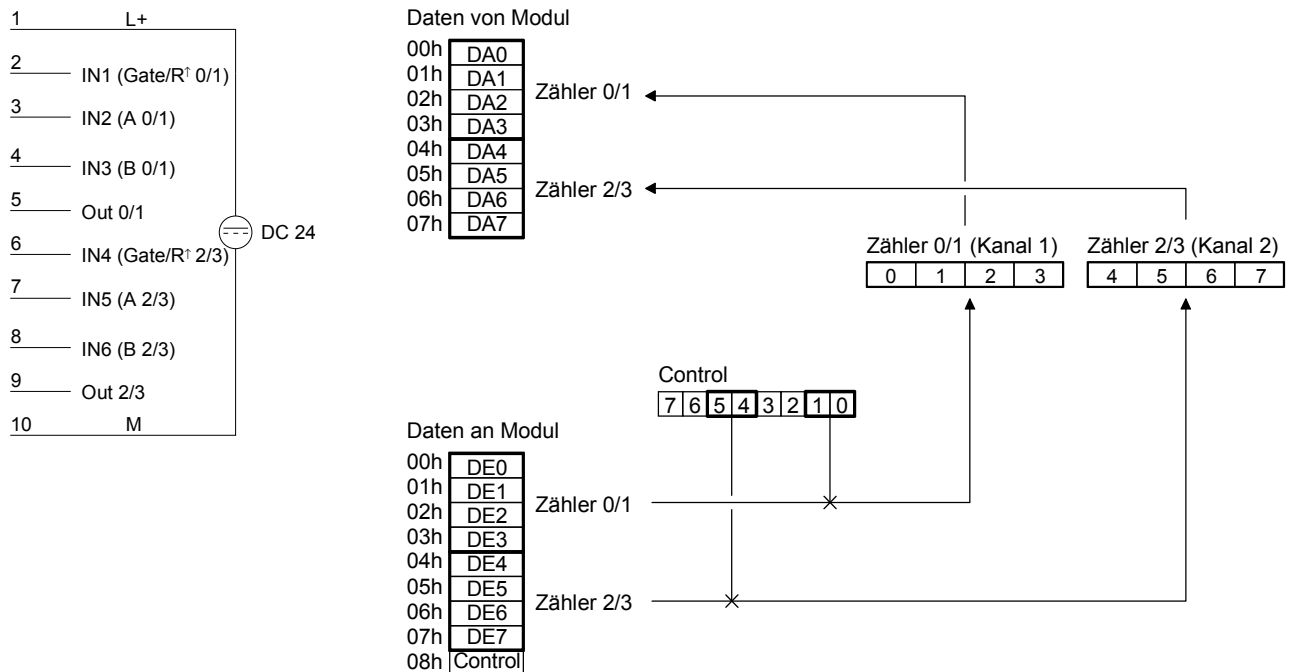 1 L+
2 IN1 (Gate/R↑ 0/1)
3 IN2 (A 0/1)
4 IN3 (B 0/1)
5 Out 0/1
6 IN4 (Gate/R↑ 2/3)
7 IN5 (A 2/3)
8 IN6 (B 2/3)
9 Out 2/3
10 M
DC 24
Daten von Modul
00h DA0
01h DA1
02h DA2
03h DA3
04h DA4
05h DA5
06h DA6
07h DA7
Zähler 0/1
Zähler 2/3
Zähler 0/1 (Kanal 1)
0 1 2 3
Zähler 2/3 (Kanal 2)
4 5 6 7
Control
7 6 5 4 3 2 1 0
Daten an Modul
00h DE0
01h DE1
02h DE2
03h DE3
04h DE4
05h DE5
06h DE6
07h DE7
08h Control
Zähler 0/1
Zähler 2/3